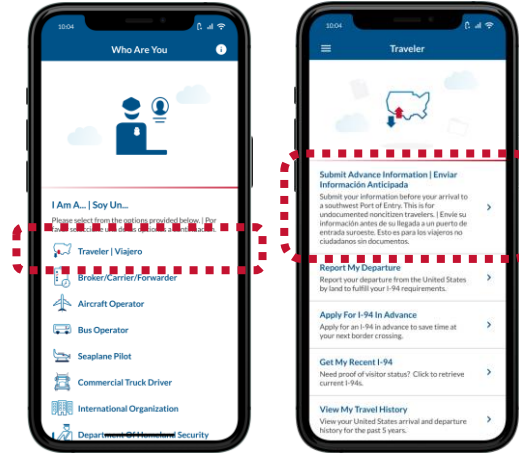 10:04
Who Are You
I Am A... | Soy Un...
Please select from the options provided below. | Por
favor seleccione una de las opciones a continuación.
Traveler | Viajero
Broker/Carrier/Forwarder
Aircraft Operator
Bus Operator
Seaplane Pilot
Commercial Truck Driver
International Organization
Department Of Homeland Security
10:04
Traveler
Submit Advance Information | Enviar
Información Anticipada
Submit your information before your arrival to
a southwest Port of Entry. This is for
undocumented noncitizen travelers. | Envíe su
información antes de su llegada a un puerto de
entrada suroeste. Esto es para los viajeros no
ciudadanos sin documentos.
Report My Departure
Report your departure from the United States
by land to fulfill your I-94 requirements.
Apply For I-94 In Advance
Apply for an I-94 in advance to save time at
your next border crossing.
Get My Recent I-94
Need proof of visitor status? Click to retrieve
current I-94s.
View My Travel History
View your United States arrival and departure
history for the past 5 years.